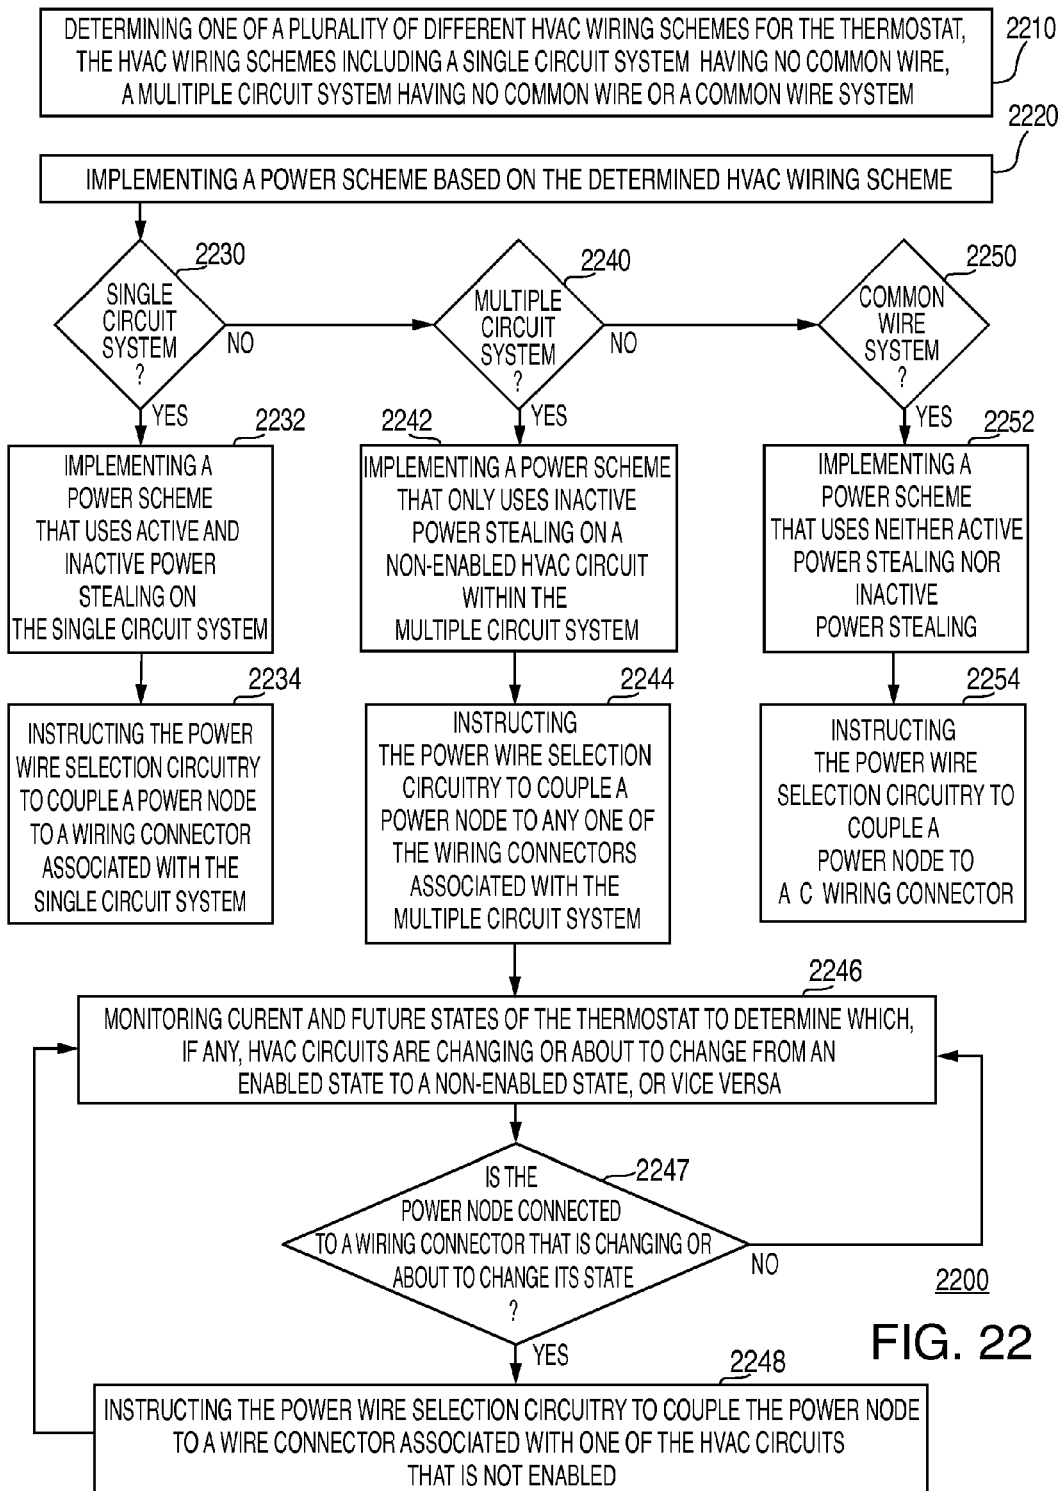 DETERMINING ONE OF A PLURALITY OF DIFFERENT HVAC WIRING SCHEMES FOR THE THERMOSTAT,
THE HVAC WIRING SCHEMES INCLUDING A SINGLE CIRCUIT SYSTEM HAVING NO COMMON WIRE,
A MULITIPLE CIRCUIT SYSTEM HAVING NO COMMON WIRE OR A COMMON WIRE SYSTEM
2210
2220
IMPLEMENTING A POWER SCHEME BASED ON THE DETERMINED HVAC WIRING SCHEME
2230
SINGLE
CIRCUIT
SYSTEM
?
NO
YES
2240
MULTIPLE
CIRCUIT
SYSTEM
?
NO
YES
2250
COMMON
WIRE
SYSTEM
?
YES
2232
IMPLEMENTING A
POWER SCHEME
THAT USES ACTIVE AND
INACTIVE POWER
STEALING ON
THE SINGLE CIRCUIT SYSTEM
2242
IMPLEMENTING A POWER SCHEME
THAT ONLY USES INACTIVE
POWER STEALING ON A
NON-ENABLED HVAC CIRCUIT
WITHIN THE
MULTIPLE CIRCUIT SYSTEM
2252
IMPLEMENTING A
POWER SCHEME
THAT USES NEITHER ACTIVE
POWER STEALING NOR
INACTIVE
POWER STEALING
2234
INSTRUCTING THE POWER
WIRE SELECTION CIRCUITRY
TO COUPLE A POWER NODE
TO A WIRING CONNECTOR
ASSOCIATED WITH THE
SINGLE CIRCUIT SYSTEM
2244
INSTRUCTING
THE POWER WIRE SELECTION
CIRCUITRY TO COUPLE A
POWER NODE TO ANY ONE OF
THE WIRING CONNECTORS
ASSOCIATED WITH THE
MULTIPLE CIRCUIT SYSTEM
2254
INSTRUCTING
THE POWER WIRE
SELECTION CIRCUITRY TO
COUPLE A
POWER NODE TO
A C WIRING CONNECTOR
2246
MONITORING CURENT AND FUTURE STATES OF THE THERMOSTAT TO DETERMINE WHICH,
IF ANY, HVAC CIRCUITS ARE CHANGING OR ABOUT TO CHANGE FROM AN
ENABLED STATE TO A NON-ENABLED STATE, OR VICE VERSA
2247
IS THE
POWER NODE CONNECTED
TO A WIRING CONNECTOR THAT IS CHANGING OR
ABOUT TO CHANGE ITS STATE
?
NO
YES
2200
FIG. 22
2248
INSTRUCTING THE POWER WIRE SELECTION CIRCUITRY TO COUPLE THE POWER NODE
TO A WIRE CONNECTOR ASSOCIATED WITH ONE OF THE HVAC CIRCUITS
THAT IS NOT ENABLED